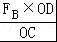 F_B × OD
OC